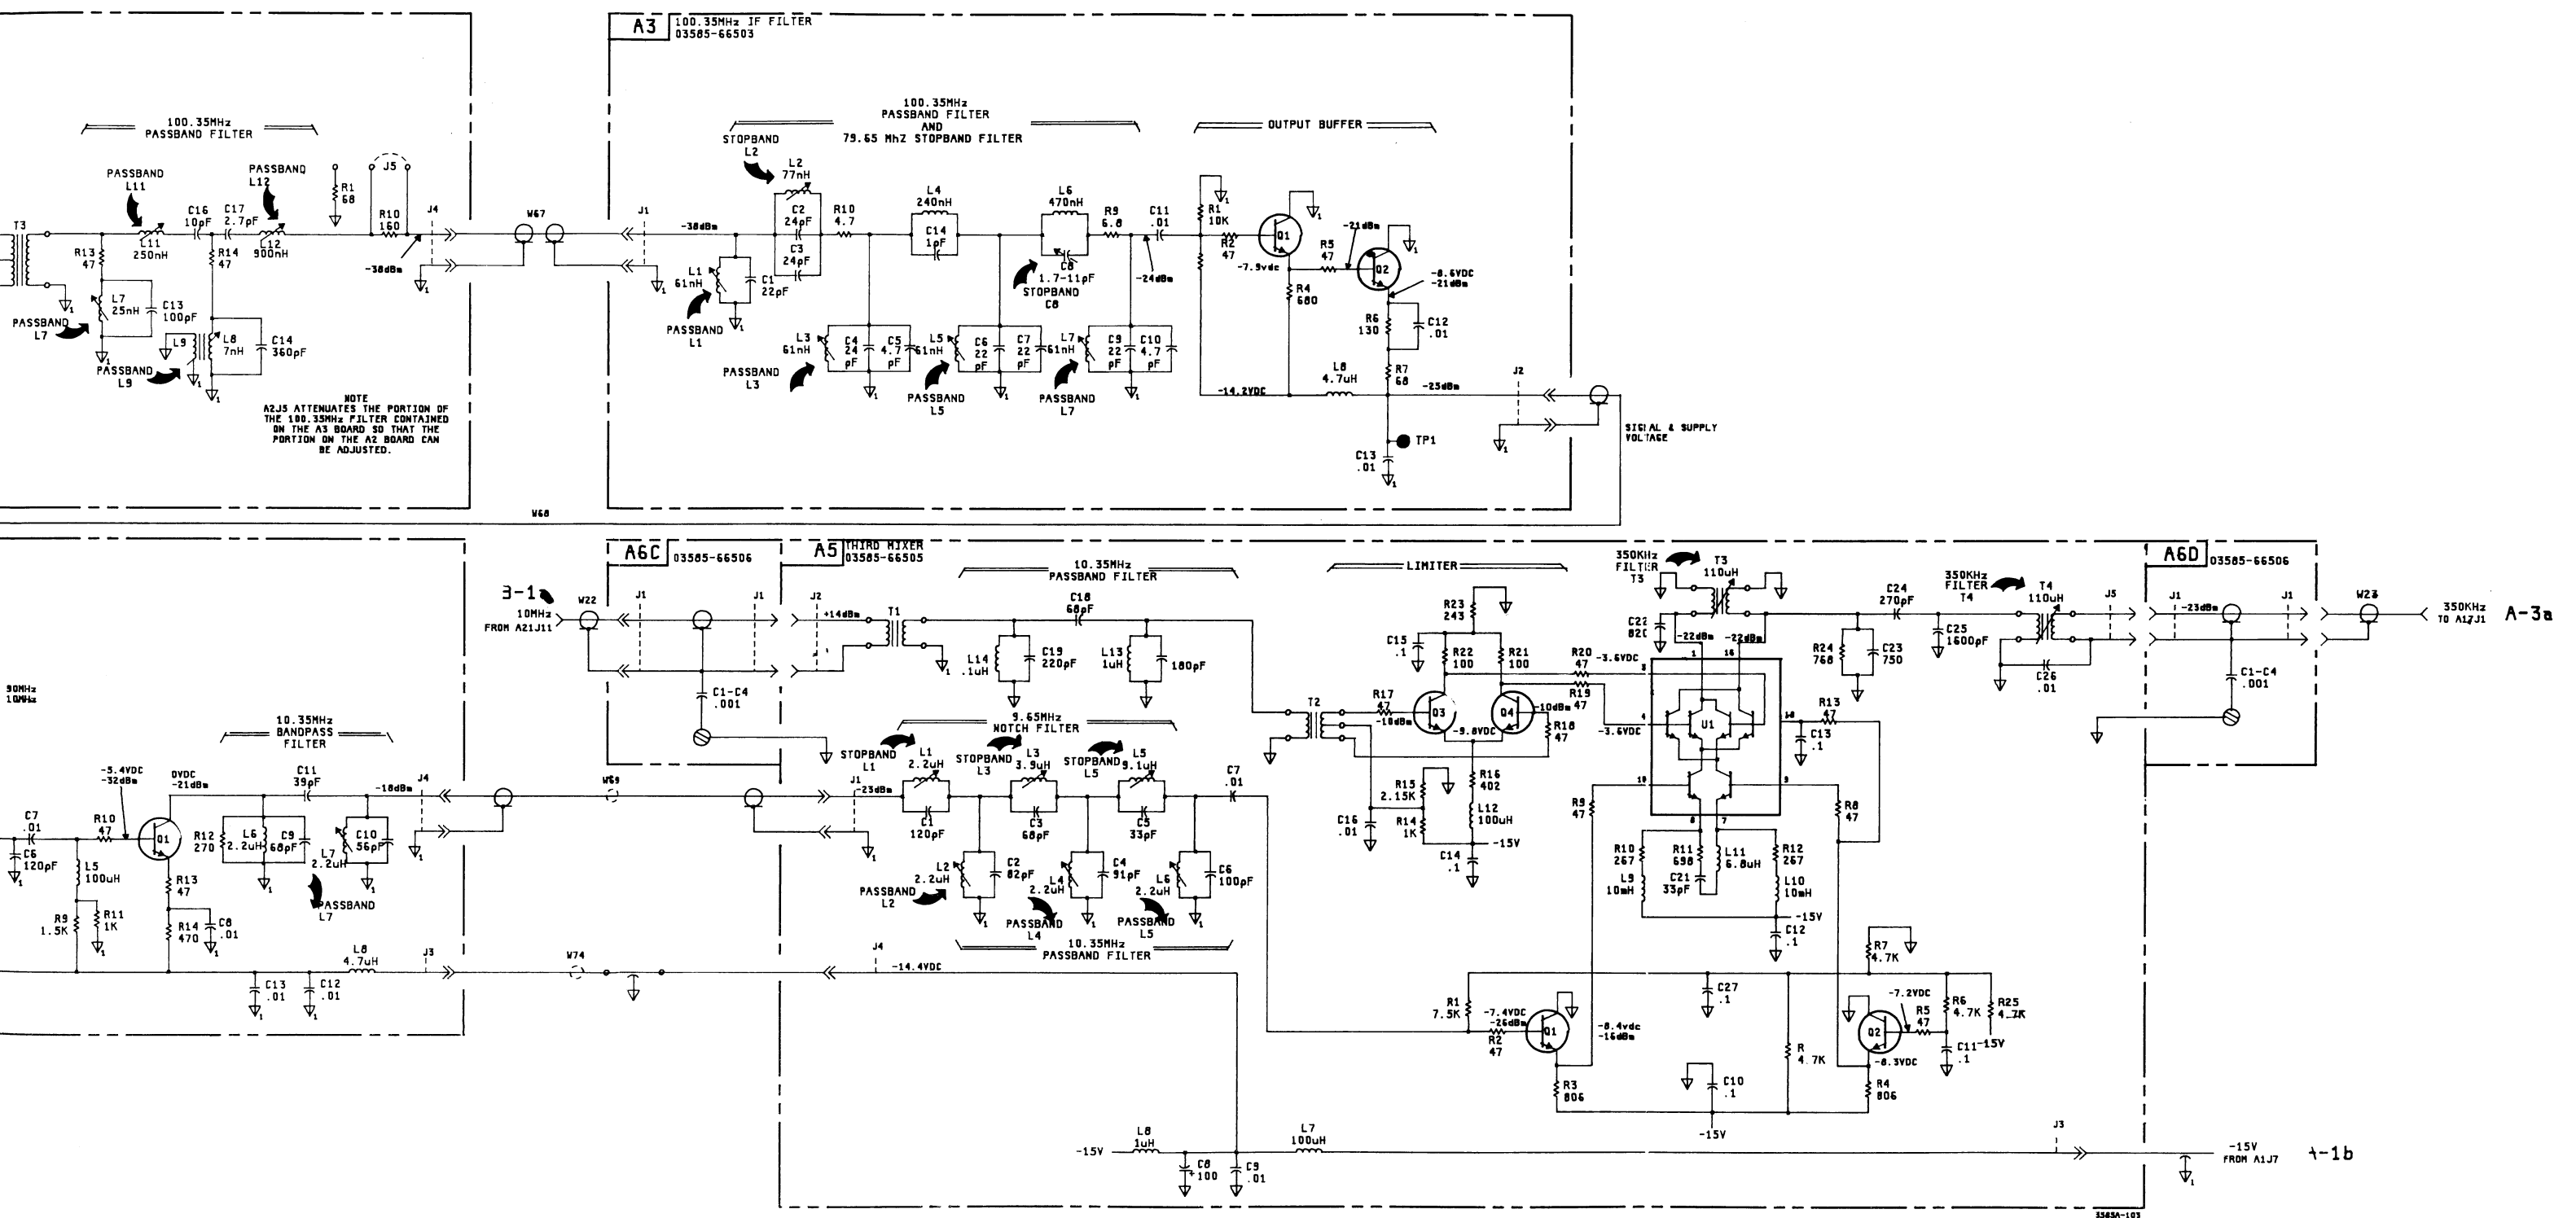 A3
100.35MHz IF FILTER
03585-66503
100.35MHz
PASSBAND FILTER
PASSBAND
L11
PASSBAND
L12
J5
R1
68
C16
10pF
C17
2.7pF
R10
160
J4
W67
T3
R13
47
L11
250nH
R14
47
L12
900nH
-38dBm
L7
25nH
C13
100pF
PASSBAND
L7
L9
L8
7nH
C14
360pF
PASSBAND
L9
NOTE
A2J5 ATTENUATES THE PORTION OF
THE 100.35MHz FILTER CONTAINED
ON THE A3 BOARD SO THAT THE
PORTION ON THE A2 BOARD CAN
BE ADJUSTED.
100.35MHz
PASSBAND FILTER
AND
79.65 MhZ STOPBAND FILTER
OUTPUT BUFFER
STOPBAND
L2
L2
77nH
J1
-38dBm
C2
24pF
C3
24pF
R10
4.7
L4
240nH
C14
1pF
L6
470nH
R9
6.8
C11
.01
R1
10K
R2
47
Q1
-21dBm
R5
47
Q2
L1
61nH
C1
22pF
PASSBAND
L1
C8
1.7-11pF
STOPBAND
C8
-24dBm
-7.9vdc
R4
680
-8.6VDC
-21dBm
R6
130
C12
.01
L3
61nH
C4
24
pF
C5
4.7
pF
L5
61nH
C6
22
pF
C7
22
pF
L7
61nH
C9
22
pF
C10
4.7
pF
PASSBAND
L3
PASSBAND
L5
PASSBAND
L7
-14.2VDC
L8
4.7uH
R7
68
-25dBm
J2
TP1
C13
.01
SIGIAL & SUPPLY
VOLTAGE
W68
A6C
03585-66506
A5
THIRD MIXER
03585-66505
10MHz
FROM A21J11
W22
J1
J1
J2
+14dBm
T1
C1-C4
.001
10.35MHz
PASSBAND FILTER
C18
68pF
L14
.1uH
C19
220pF
L13
1uH
180pF
LIMITER
R23
243
C15
.1
R22
100
R21
100
R20
47
-3.6VDC
R19
47
T2
R17
47
-18dBm
Q3
Q4
-10dBm
R18
47
-9.8VDC
-3.6VDC
R15
2.15K
R16
402
L12
100uH
R14
1K
C16
.01
-15V
C14
.1
350KHz
FILTER
T3
T3
110uH
C22
-22dBm
-22dBm
1
16
U1
4
10
9
7
R13
47
C13
.1
R9
47
R8
47
R10
267
L9
10mH
R11
698
C21
33pF
L11
6.8uH
R12
267
L10
10mH
-15V
C12
.1
C24
270pF
R24
768
C23
750
350KHz
FILTER
T4
T4
110uH
C25
1600pF
C26
.01
J5
A6D
03585-66506
J1
-23dBm
J1
W23
350KHz
TO A17J1
A-3a
C1-C4
.001
90MHz
10MHz
10.35MHz
BANDPASS
FILTER
C7
.01
C6
120pF
R10
47
-5.4VDC
-32dBm
Q1
0VDC
-21dBm
C11
39pF
-18dBm
J4
R12
270
L6
2.2uH
C9
68pF
L7
2.2uH
C10
56pF
PASSBAND
L7
L5
100uH
R9
1.5K
R11
1K
R13
47
R14
470
C8
.01
C13
.01
C12
.01
L8
4.7uH
J3
W69
W74
9.65MHz
NOTCH FILTER
STOPBAND
L1
L1
2.2uH
STOPBAND
L3
L3
3.9uH
STOPBAND
L5
L5
9.1uH
J1
-23dBm
C1
120pF
C3
68pF
C5
33pF
C7
.01
L2
2.2uH
C2
82pF
L4
2.2uH
C4
91pF
L6
2.2uH
C6
100pF
PASSBAND
L2
PASSBAND
L4
PASSBAND
L5
10.35MHz
PASSBAND FILTER
J4
-14.4VDC
R1
7.5K
-7.4VDC
-26dBm
R2
47
Q1
-8.4vdc
-16dBm
R3
806
C27
.1
C10
.1
-15V
R
4.7K
R7
4.7K
Q2
-7.2VDC
R5
47
R6
4.7K
R25
4.7K
C11
.1
-15V
-8.3VDC
R4
806
-15V
L8
1uH
C8
100
C9
.01
L7
100uH
J3
-15V
FROM A1J7
-1b
3585A-103